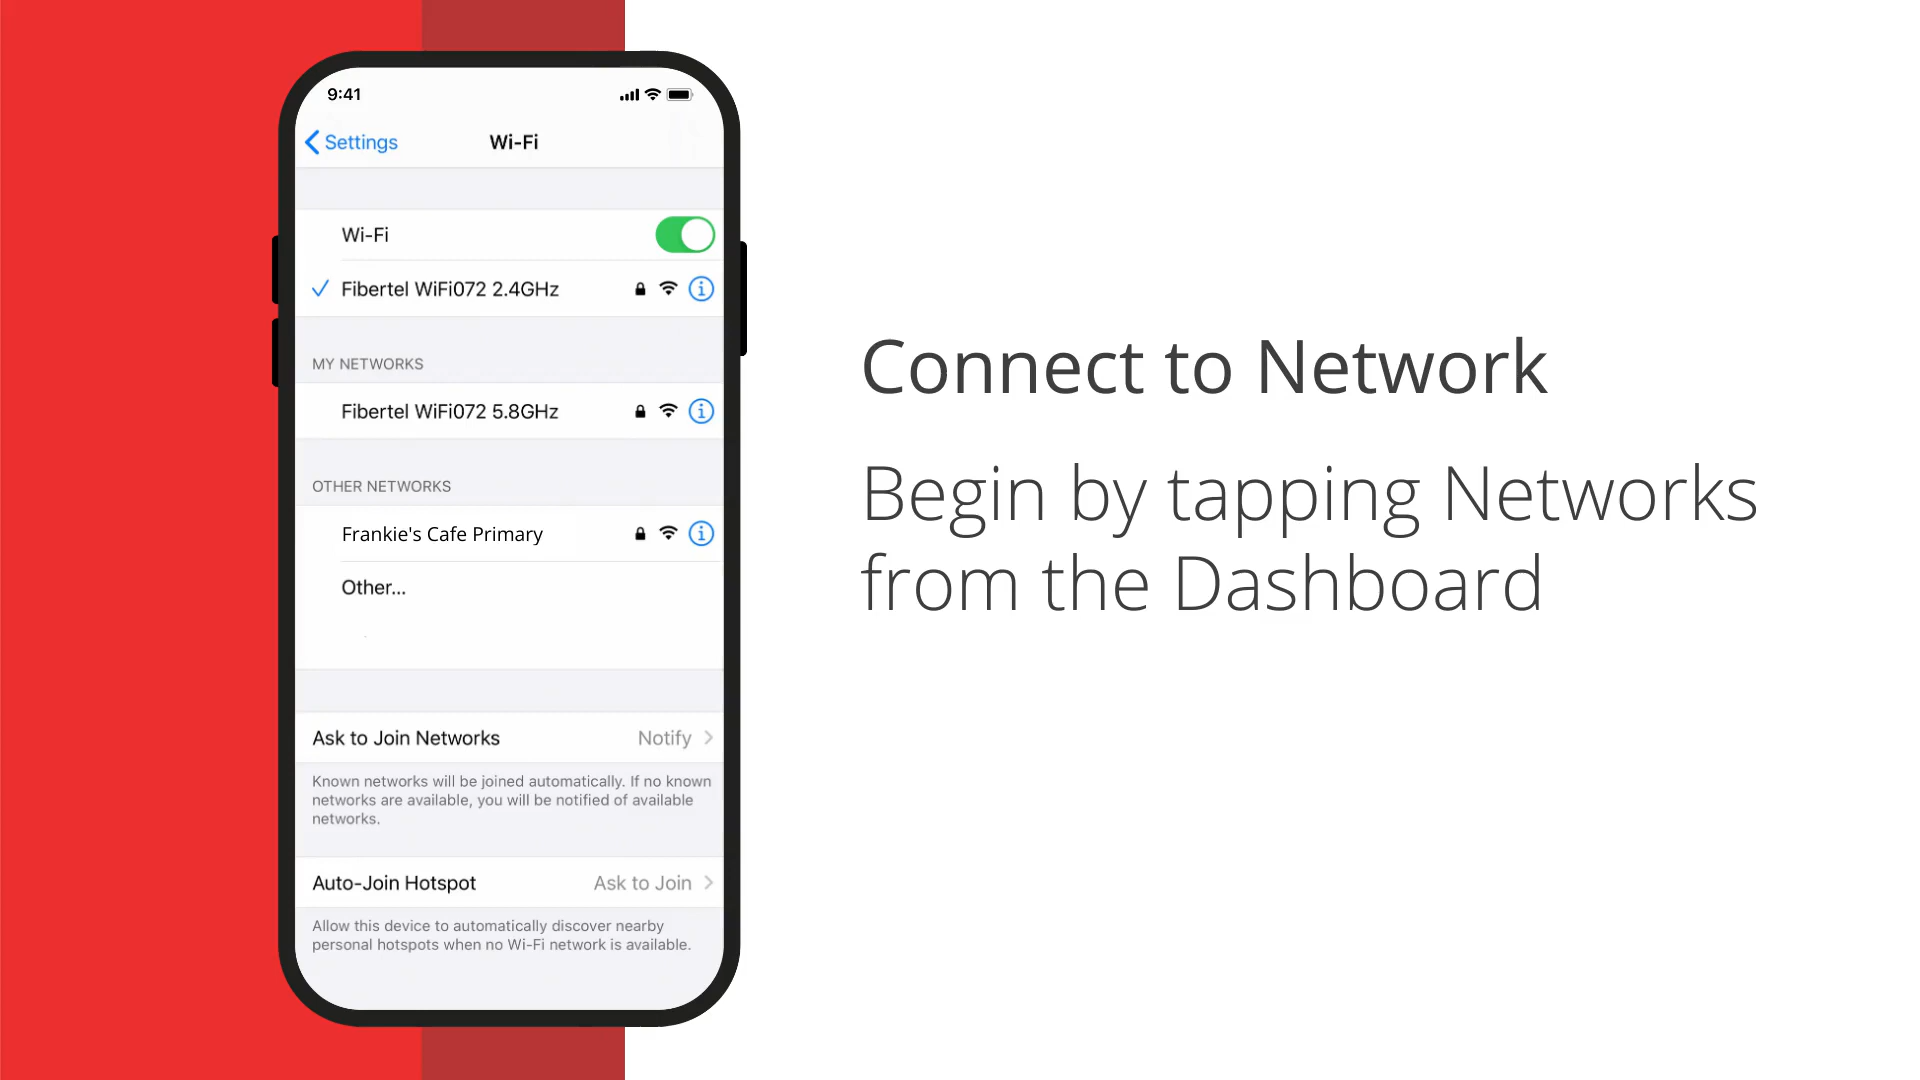 9:41
Settings
Wi-Fi
Wi-Fi
Fibertel WiFi072 2.4GHz
MY NETWORKS
Fibertel WiFi072 5.8GHz
OTHER NETWORKS
Frankie's Cafe Primary
Other...
Ask to Join Networks Notify
Known networks will be joined automatically. If no known
networks are available, you will be notified of available
networks.
Auto-Join Hotspot Ask to Join
Allow this device to automatically discover nearby
personal hotspots when no Wi-Fi network is available.
Connect to Network
Begin by tapping Networks
from the Dashboard